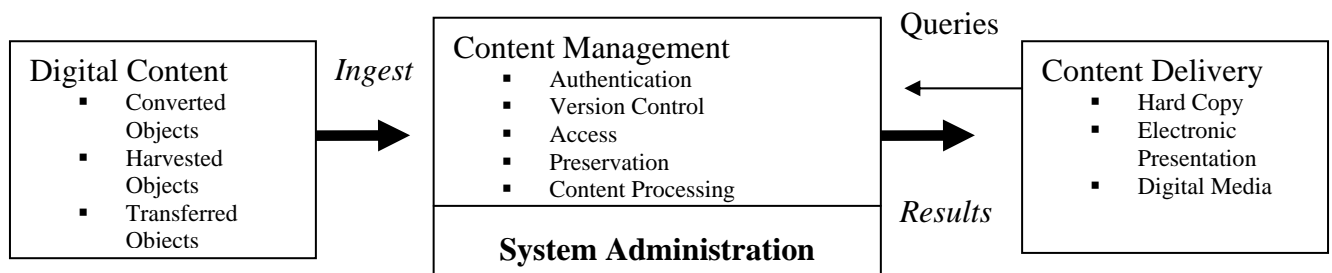 Digital Content
▪ Converted
Objects
▪ Harvested
Objects
▪ Transferred
Objects
Ingest
Content Management
▪ Authentication
▪ Version Control
▪ Access
▪ Preservation
▪ Content Processing
System Administration
Queries
Results
Content Delivery
▪ Hard Copy
▪ Electronic
Presentation
▪ Digital Media